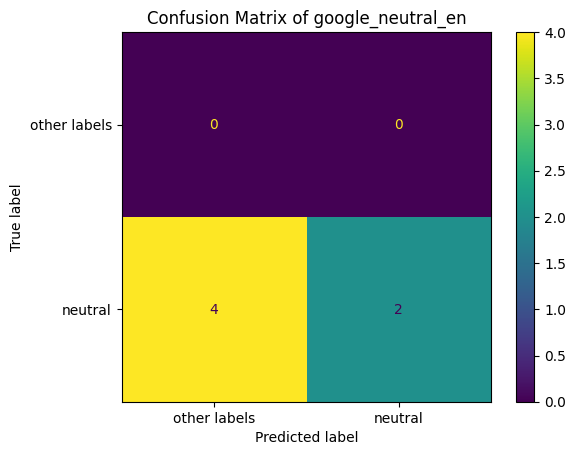 Confusion Matrix of google_neutral_en
True label
other labels
neutral
0
0
4
2
other labels
neutral
Predicted label
4.0
3.5
3.0
2.5
2.0
1.5
1.0
0.5
0.0